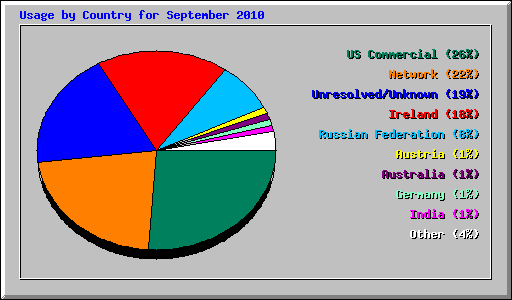 Usage by Country for September 2010
US Commercial (26%)
Network (22%)
Unresolved/Unknown (19%)
Ireland (18%)
Russian Federation (8%)
Austria (1%)
Australia (1%)
Germany (1%)
India (1%)
Other (4%)